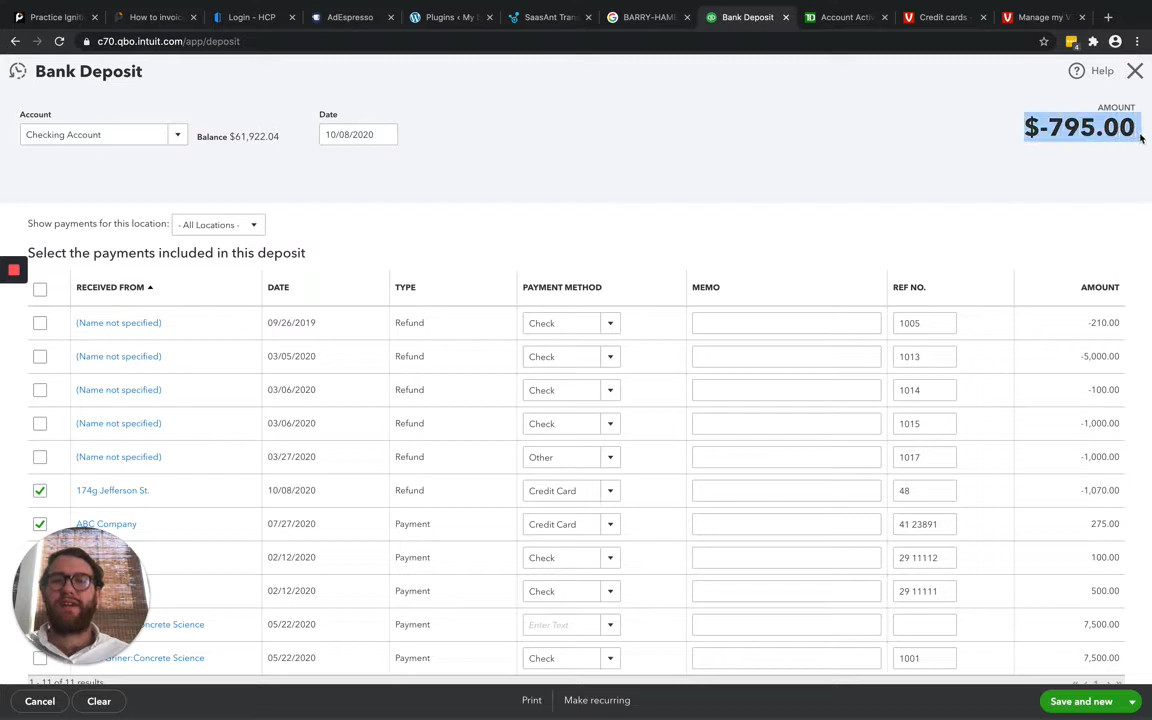 Practice Igniti
How to invoic
Login - HCP
AdEspresso
Plugins ‹ My
SaasAnt Tran
BARRY-HAM
Bank Deposit
Account Activ
Credit cards -
Manage my V
c70.qbo.intuit.com/app/deposit
Bank Deposit
Help
Account
Date
AMOUNT
Checking Account
Balance $61,922.04
10/08/2020
$-795.00
Show payments for this location:
- All Locations -
Select the payments included in this deposit
RECEIVED FROM DATE TYPE PAYMENT METHOD MEMO REF NO. AMOUNT
(Name not specified) 09/26/2019 Refund Check 1005 -210.00
(Name not specified) 03/05/2020 Refund Check 1013 -5,000.00
(Name not specified) 03/06/2020 Refund Check 1014 -100.00
(Name not specified) 03/06/2020 Refund Check 1015 -1,000.00
(Name not specified) 03/27/2020 Refund Other 1017 -1,000.00
174g Jefferson St. 10/08/2020 Refund Credit Card 48 -1,070.00
ABC Company 07/27/2020 Payment Credit Card 41 23891 275.00
02/12/2020 Payment Check 29 11112 100.00
02/12/2020 Payment Check 29 11111 500.00
ncrete Science 05/22/2020 Payment Enter Text 7,500.00
nner:Concrete Science 05/22/2020 Payment Check 1001 7,500.00
1 - 11 of 11 results
1
Cancel
Clear
Print
Make recurring
Save and new